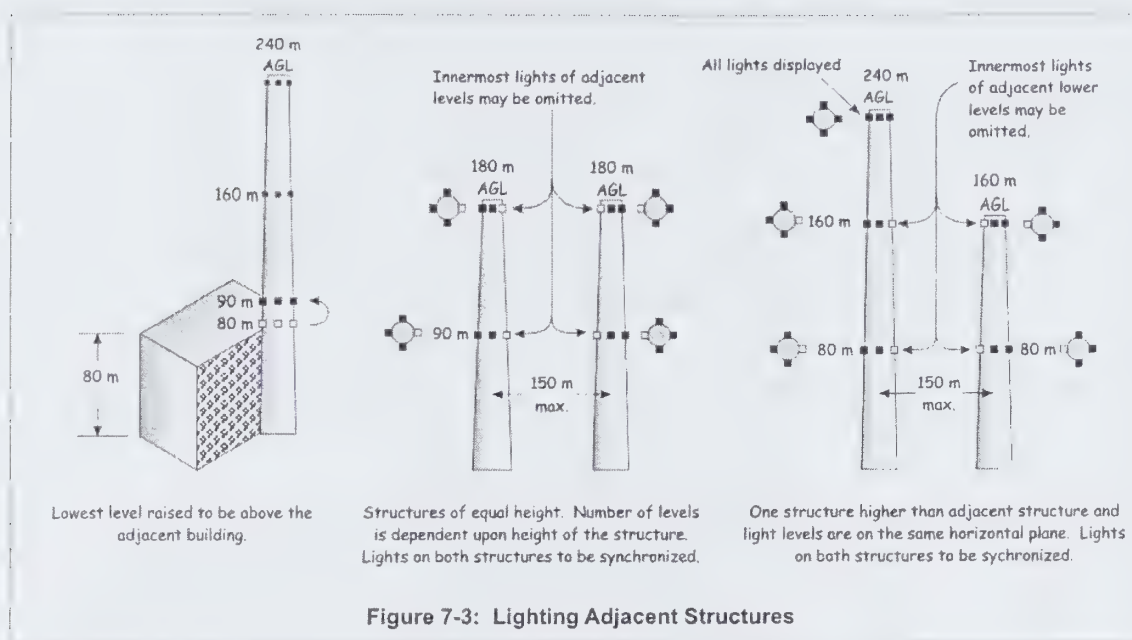 240 m
AGL
160 m
90 m
80 m
80 m
Lowest level raised to be above the
adjacent building.
Innermost lights of adjacent
levels may be omitted.
180 m
AGL
180 m
AGL
90 m
150 m
max.
Structures of equal height. Number of levels
is dependent upon height of the structure.
Lights on both structures to be synchronized.
All lights displayed
240 m
AGL
Innermost lights
of adjacent lower
levels may be
omitted.
160 m
AGL
160 m
80 m
80 m
150 m
max.
One structure higher than adjacent structure and
light levels are on the same horizontal plane. Lights
on both structures to be sychronized.
Figure 7-3: Lighting Adjacent Structures